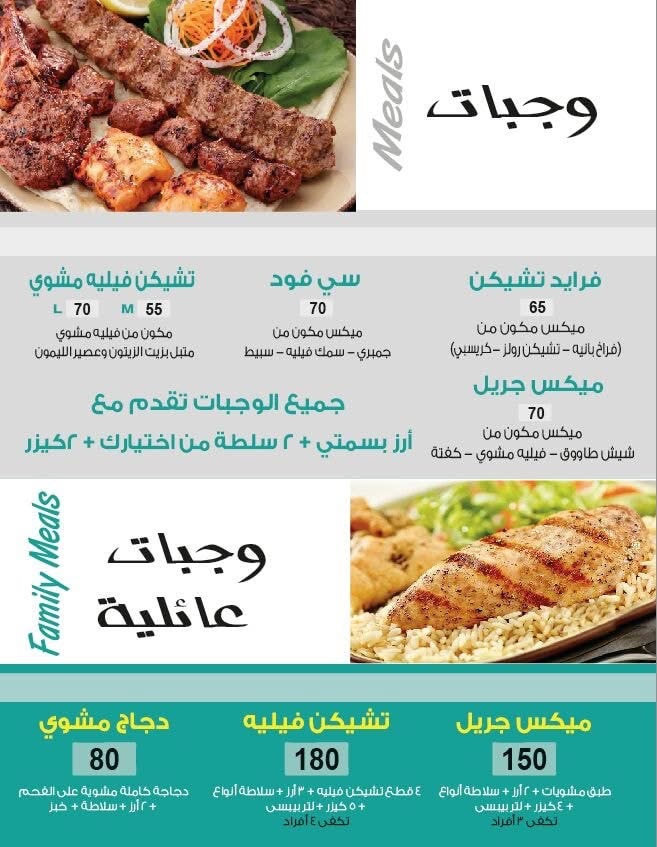 وجبات
Meals
فرايد تشيكن
65
ميكس مكون من
(فراخ بانيه – تشيكن رولز – كريسبي)
سي فود
70
ميكس مكون من
جمبري – سمك فيليه – سبيط
تشيكن فيليه مشوي
L 70 M 55
مكون من فيليه مشوي
متبل بزيت الزيتون وعصير الليمون
ميكس جريل
70
ميكس مكون من
شيش طاووق – فيليه مشوي – كفتة
جميع الوجبات تقدم مع
أرز بسمتي + ٢ سلطة من اختيارك + ٢كيزر
وجبات
عائلية
Family Meals
ميكس جريل
150
طبق مشويات + ٢ أرز + سلاطة أنواع
+ ٤ كيزر + لتر بيبسى
تكفى ٣ أفراد
تشيكن فيليه
180
٤ قطع تشيكن فيليه + ٣ أرز + سلاطة أنواع
+ ٥ كيزر + لتر بيبسى
تكفى ٤ أفراد
دجاج مشوي
80
دجاجة كاملة مشوية على الفحم
+ ٢ أرز + سلاطة + خبز